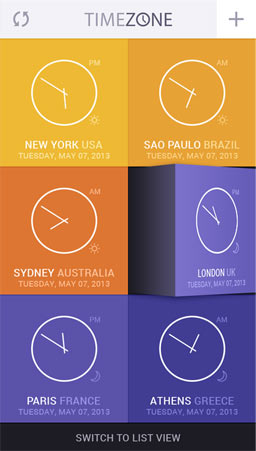 TIMEZONE
PM
AM
NEW YORK USA
TUESDAY, MAY 07, 2013
SAO PAULO BRAZIL
TUESDAY, MAY 07, 2013
AM
PM
SYDNEY AUSTRALIA
TUESDAY, MAY 07, 2013
LONDON UK
TUESDAY, MAY 07, 2013
PM
AM
PARIS FRANCE
TUESDAY, MAY 07, 2013
ATHENS GREECE
TUESDAY, MAY 07, 2013
SWITCH TO LIST VIEW